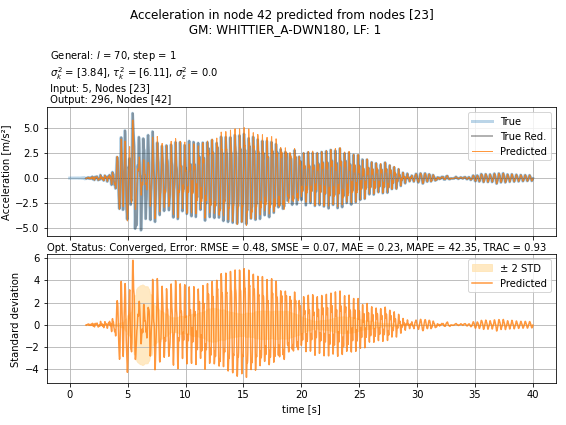 Acceleration in node 42 predicted from nodes [23]
GM: WHITTIER_A-DWN180, LF: 1
General: l = 70, step = 1
σ²ₖ = [3.84], τ²ₖ = [6.11], σ²ε = 0.0
Input: 5, Nodes [23]
Output: 296, Nodes [42]
True
True Red.
Predicted
5.0
2.5
0.0
−2.5
−5.0
Acceleration [m/s²]
Opt. Status: Converged, Error: RMSE = 0.48, SMSE = 0.07, MAE = 0.23, MAPE = 42.35, TRAC = 0.93
± 2 STD
Predicted
6
4
2
0
−2
−4
Standard deviation
0 5 10 15 20 25 30 35 40
time [s]